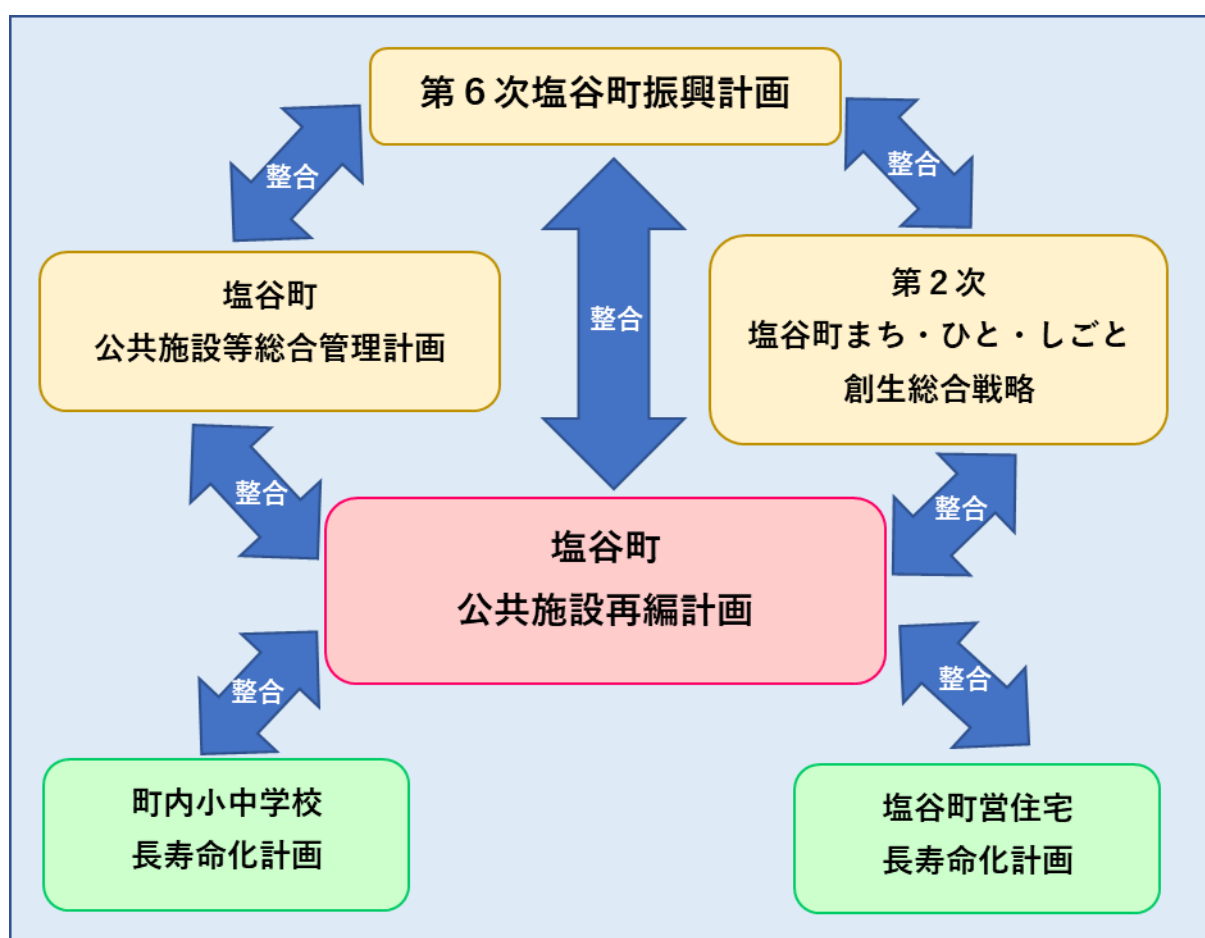 第６次塩谷町振興計画
整合
整合
塩谷町
公共施設等総合管理計画
整合
第２次
塩谷町まち・ひと・しごと
創生総合戦略
整合
整合
塩谷町
公共施設再編計画
整合
整合
町内小中学校
長寿命化計画
塩谷町営住宅
長寿命化計画